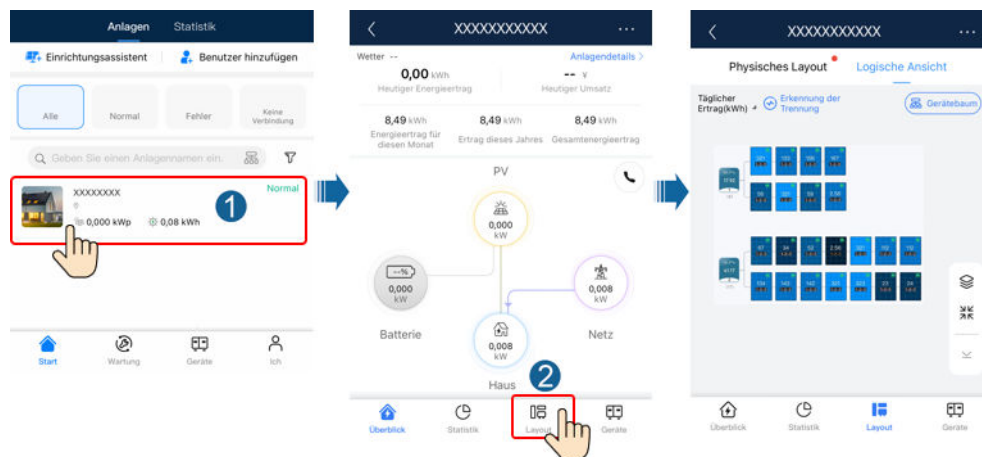 Anlagen Statistik
Einrichtungsassistent Benutzer hinzufügen
Alle Normal Fehler Keine Verbindung
Geben Sie einen Anlagennamen ein.
XXXXXXXX Normal
0,000 kWp 0,08 kWh
1
Start Wartung Geräte Ich
XXXXXXXXXXX
Wetter -- Anlagendetails >
0,00 kWh -- ¥
Heutiger Energieertrag Heutiger Umsatz
8,49 kWh 8,49 kWh 8,49 kWh
Energieertrag für diesen Monat Ertrag dieses Jahres Gesamtenergieertrag
PV
0,000
kW
--%
0,000
kW
0,008
kW
Batterie Netz
0,008
kW
Haus
2
Überblick Statistik Layout Geräte
XXXXXXXXXXX
Physisches Layout Logische Ansicht
Täglicher Ertrag(kWh) Erkennung der Trennung Gerätebaum
Überblick Statistik Layout Geräte